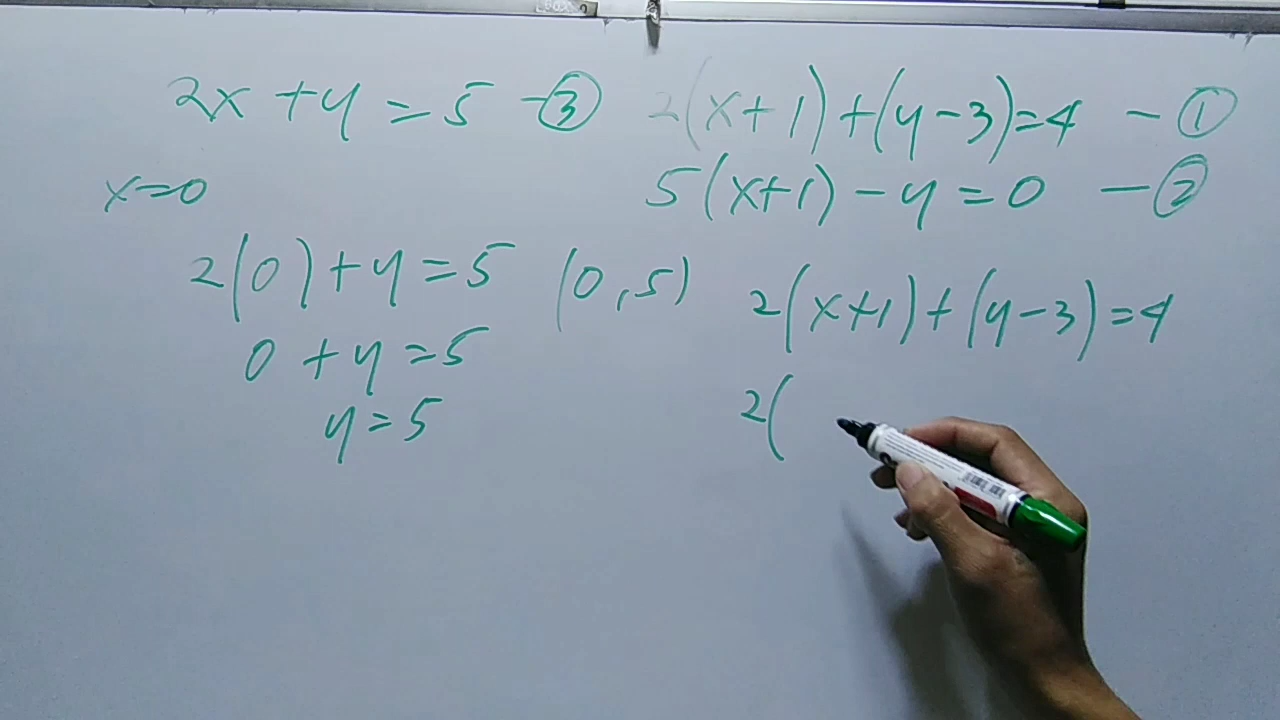 2x + y = 5 - ③
x = 0
2(0) + y = 5 (0, 5)
0 + y = 5
y = 5
2(x+1) + (y-3) = 4 - ①
5(x+1) - y = 0 - ②
2(x+1) + (y-3) = 4
2(